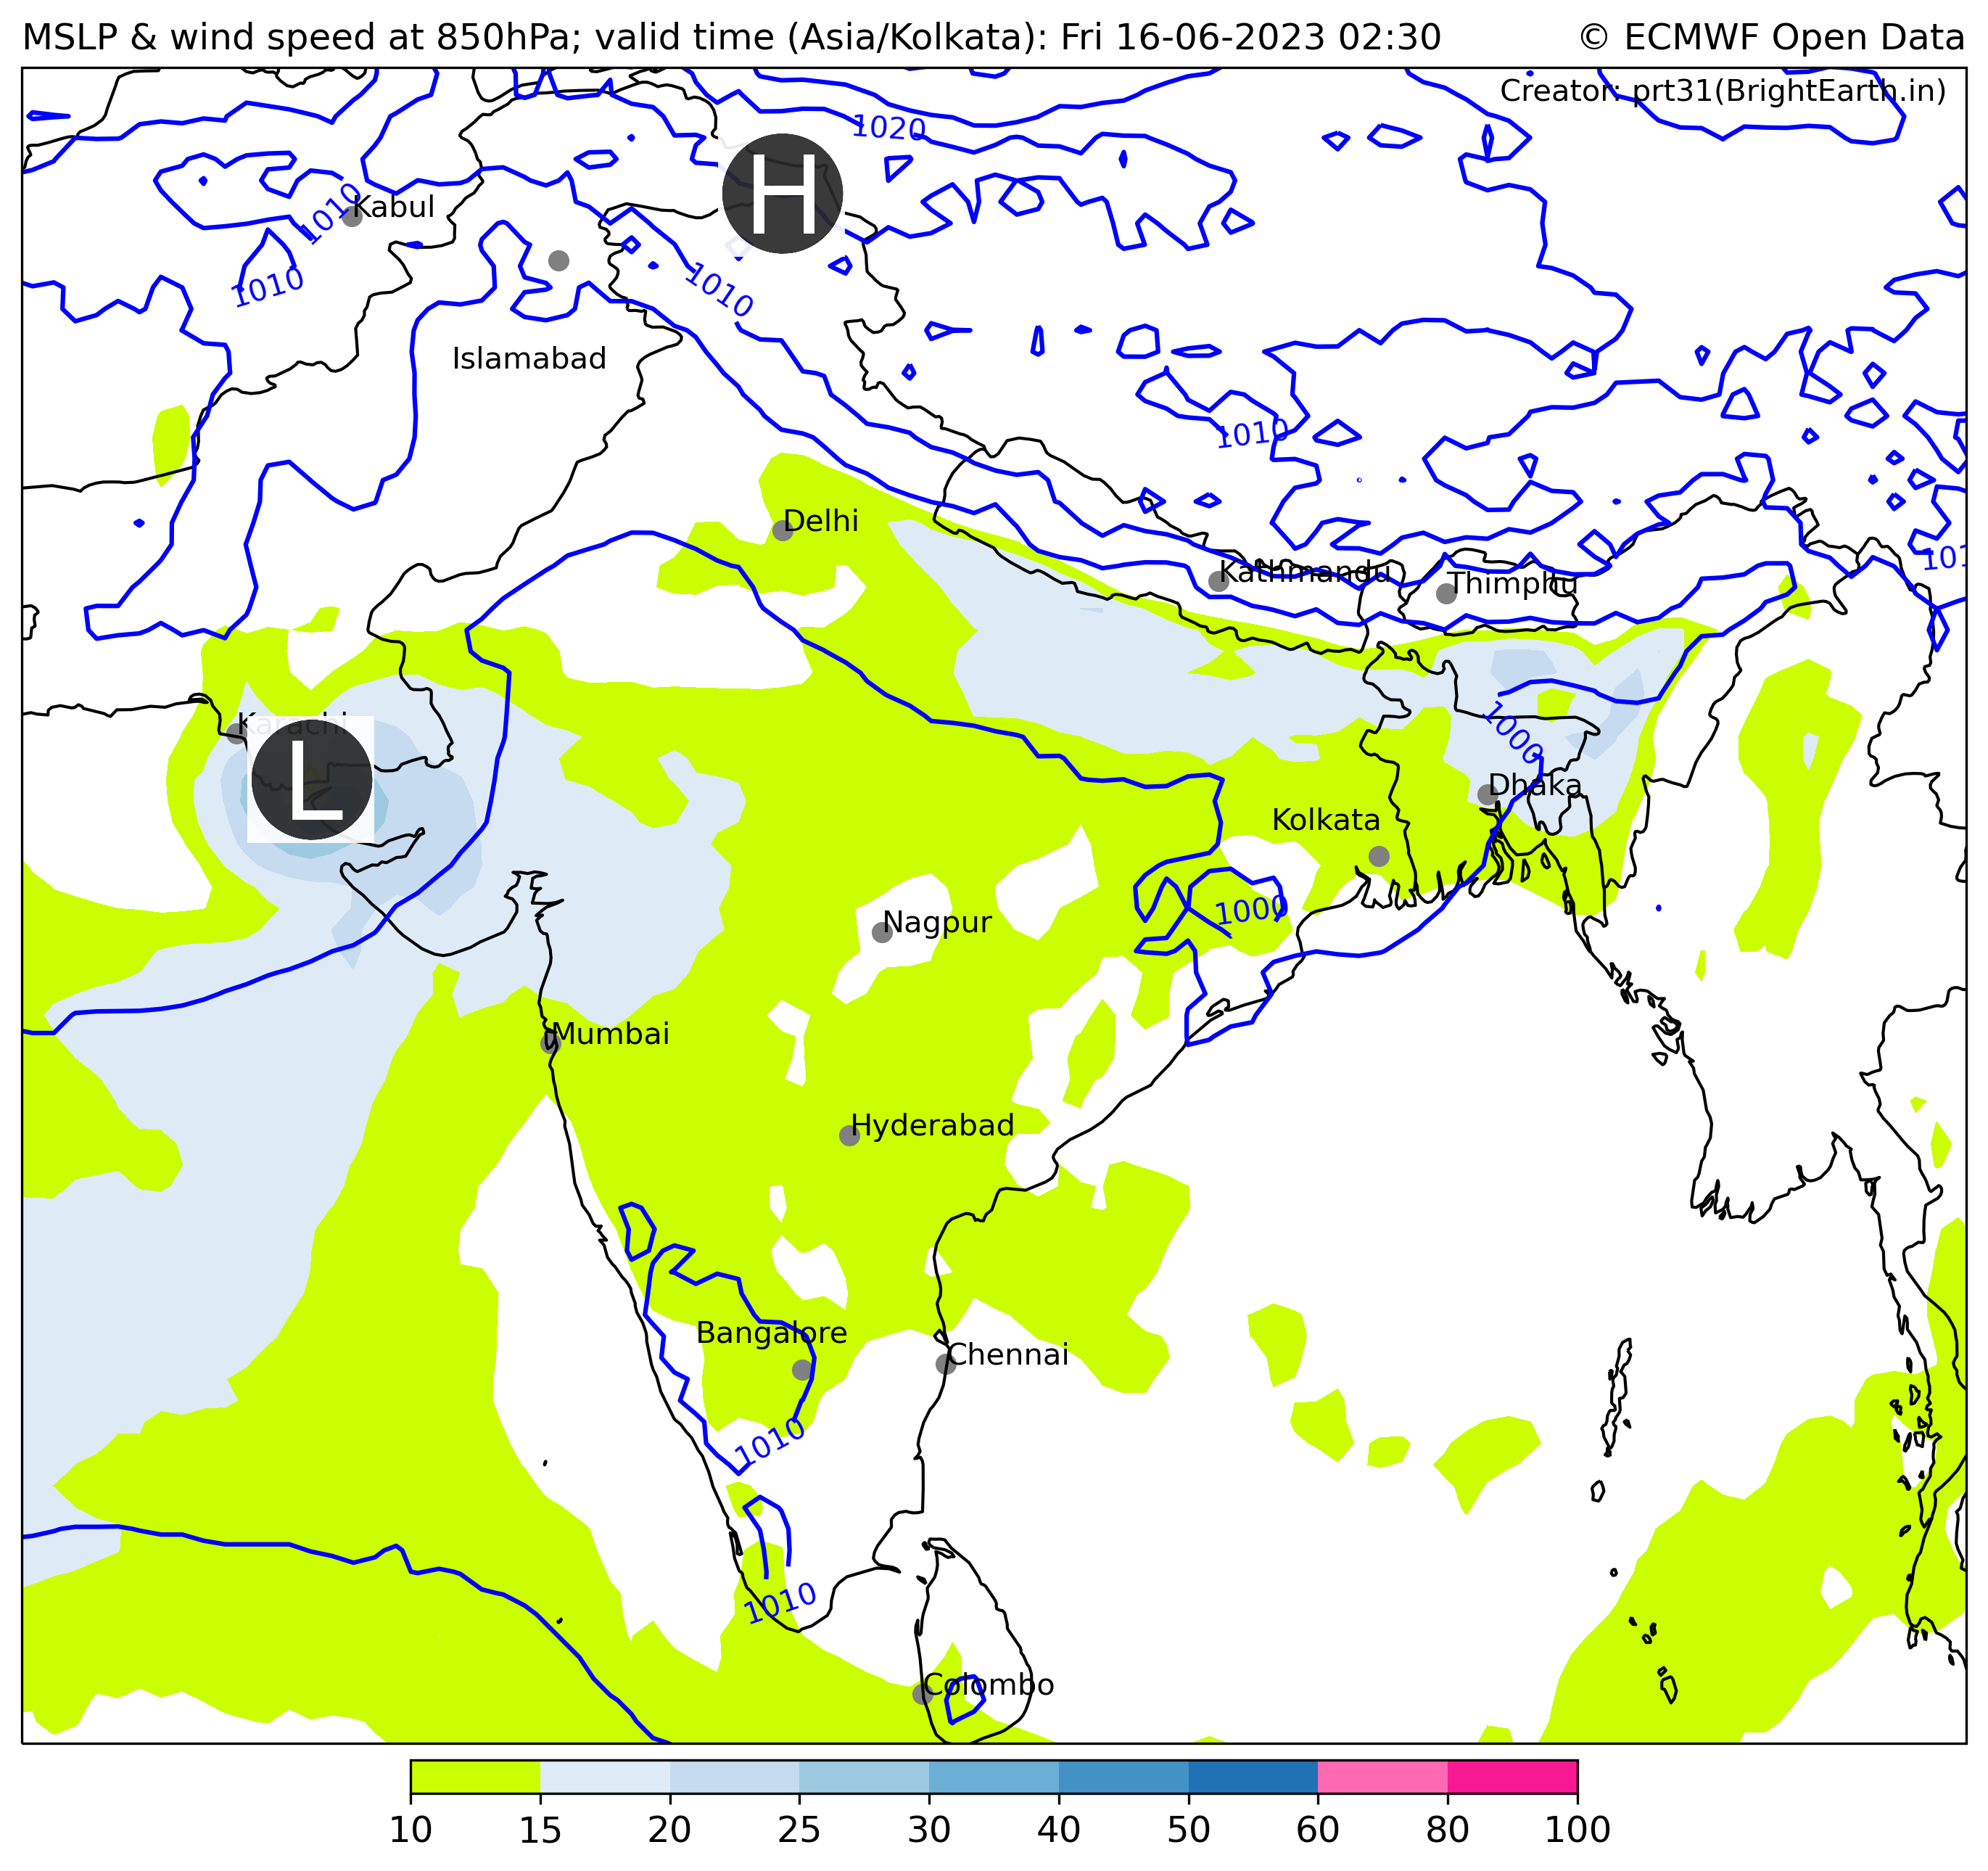 MSLP & wind speed at 850hPa; valid time (Asia/Kolkata): Fri 16-06-2023 02:30
© ECMWF Open Data
Creator: prt31(BrightEarth.in)
1020
H
1010
Kabul
1010
1010
Islamabad
1010
Delhi
101
Kathmandu
Thimphu
Karachi
L
1000
Dhaka
Kolkata
1000
Nagpur
Mumbai
Hyderabad
Bangalore
Chennai
1010
1010
Colombo
10 15 20 25 30 40 50 60 80 100